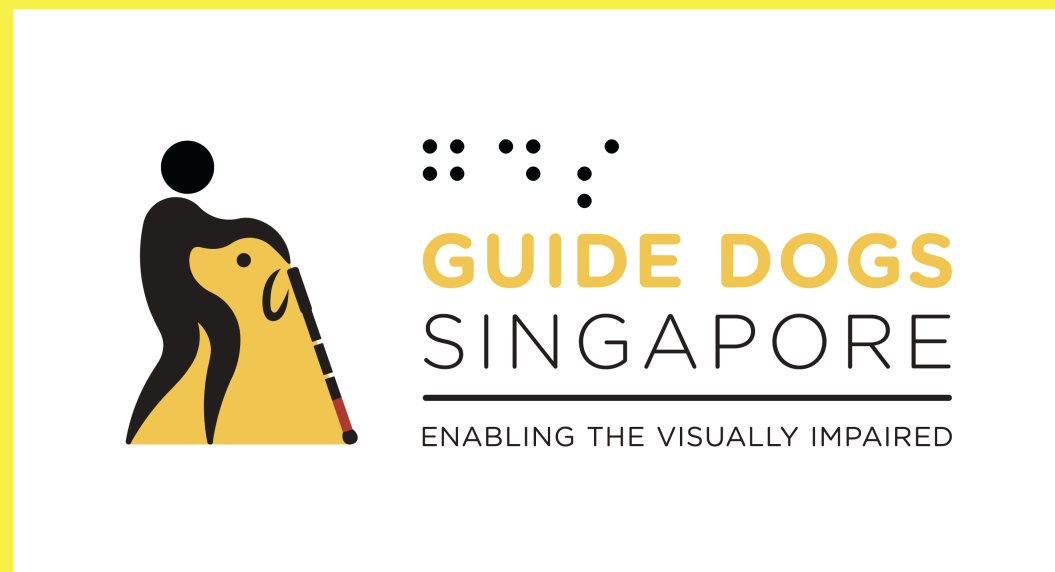 ⠛⠙⠎
GUIDE DOGS
SINGAPORE
ENABLING THE VISUALLY IMPAIRED